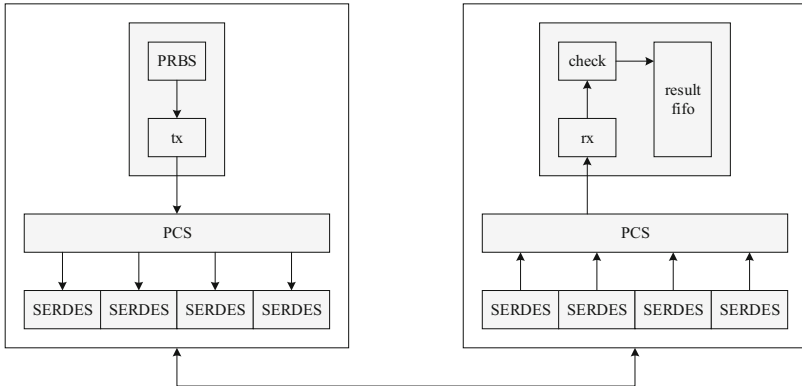 PRBS
tx
PCS
SERDES SERDES SERDES SERDES
check
result
fifo
rx
PCS
SERDES SERDES SERDES SERDES